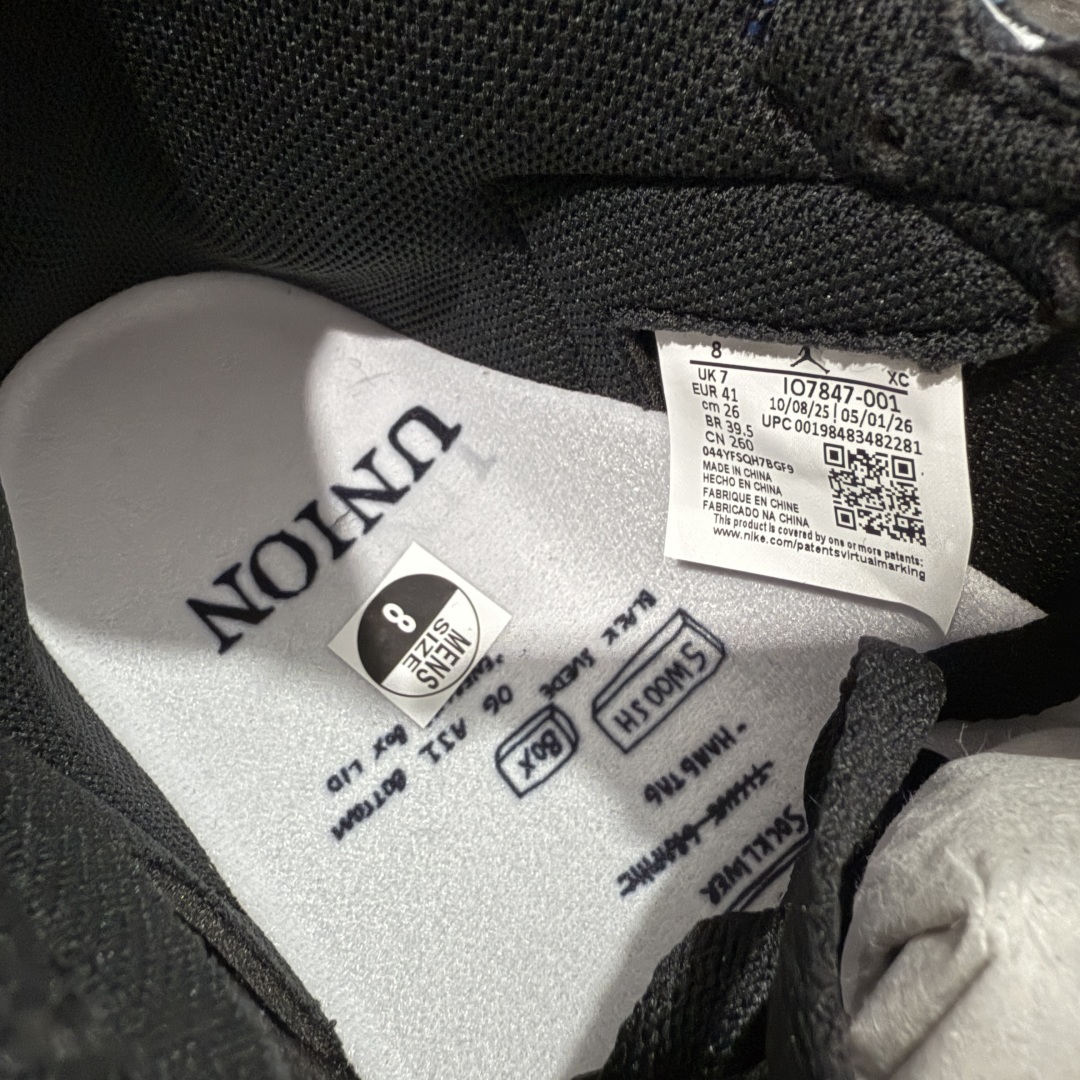 8
XC
UK 7
IO7847-001
EUR 41
10/08/25 | 05/01/26
cm 26
UPC 00198483482281
BR 39.5
CN 260
044YFSQH7BGF9
MADE IN CHINA
HECHO EN CHINA
FABRIQUE EN CHINE
FABRICADO NA CHINA
This product is covered by one or more patents:
www.nike.com/patentsvirtualmarking
UNION
8
MENS
SIZE
BLACK SUEDE
SWOOSH
BOX
OG AJ1 BOTTOM
BOX LID
- HANG TAG
SOCKLINER